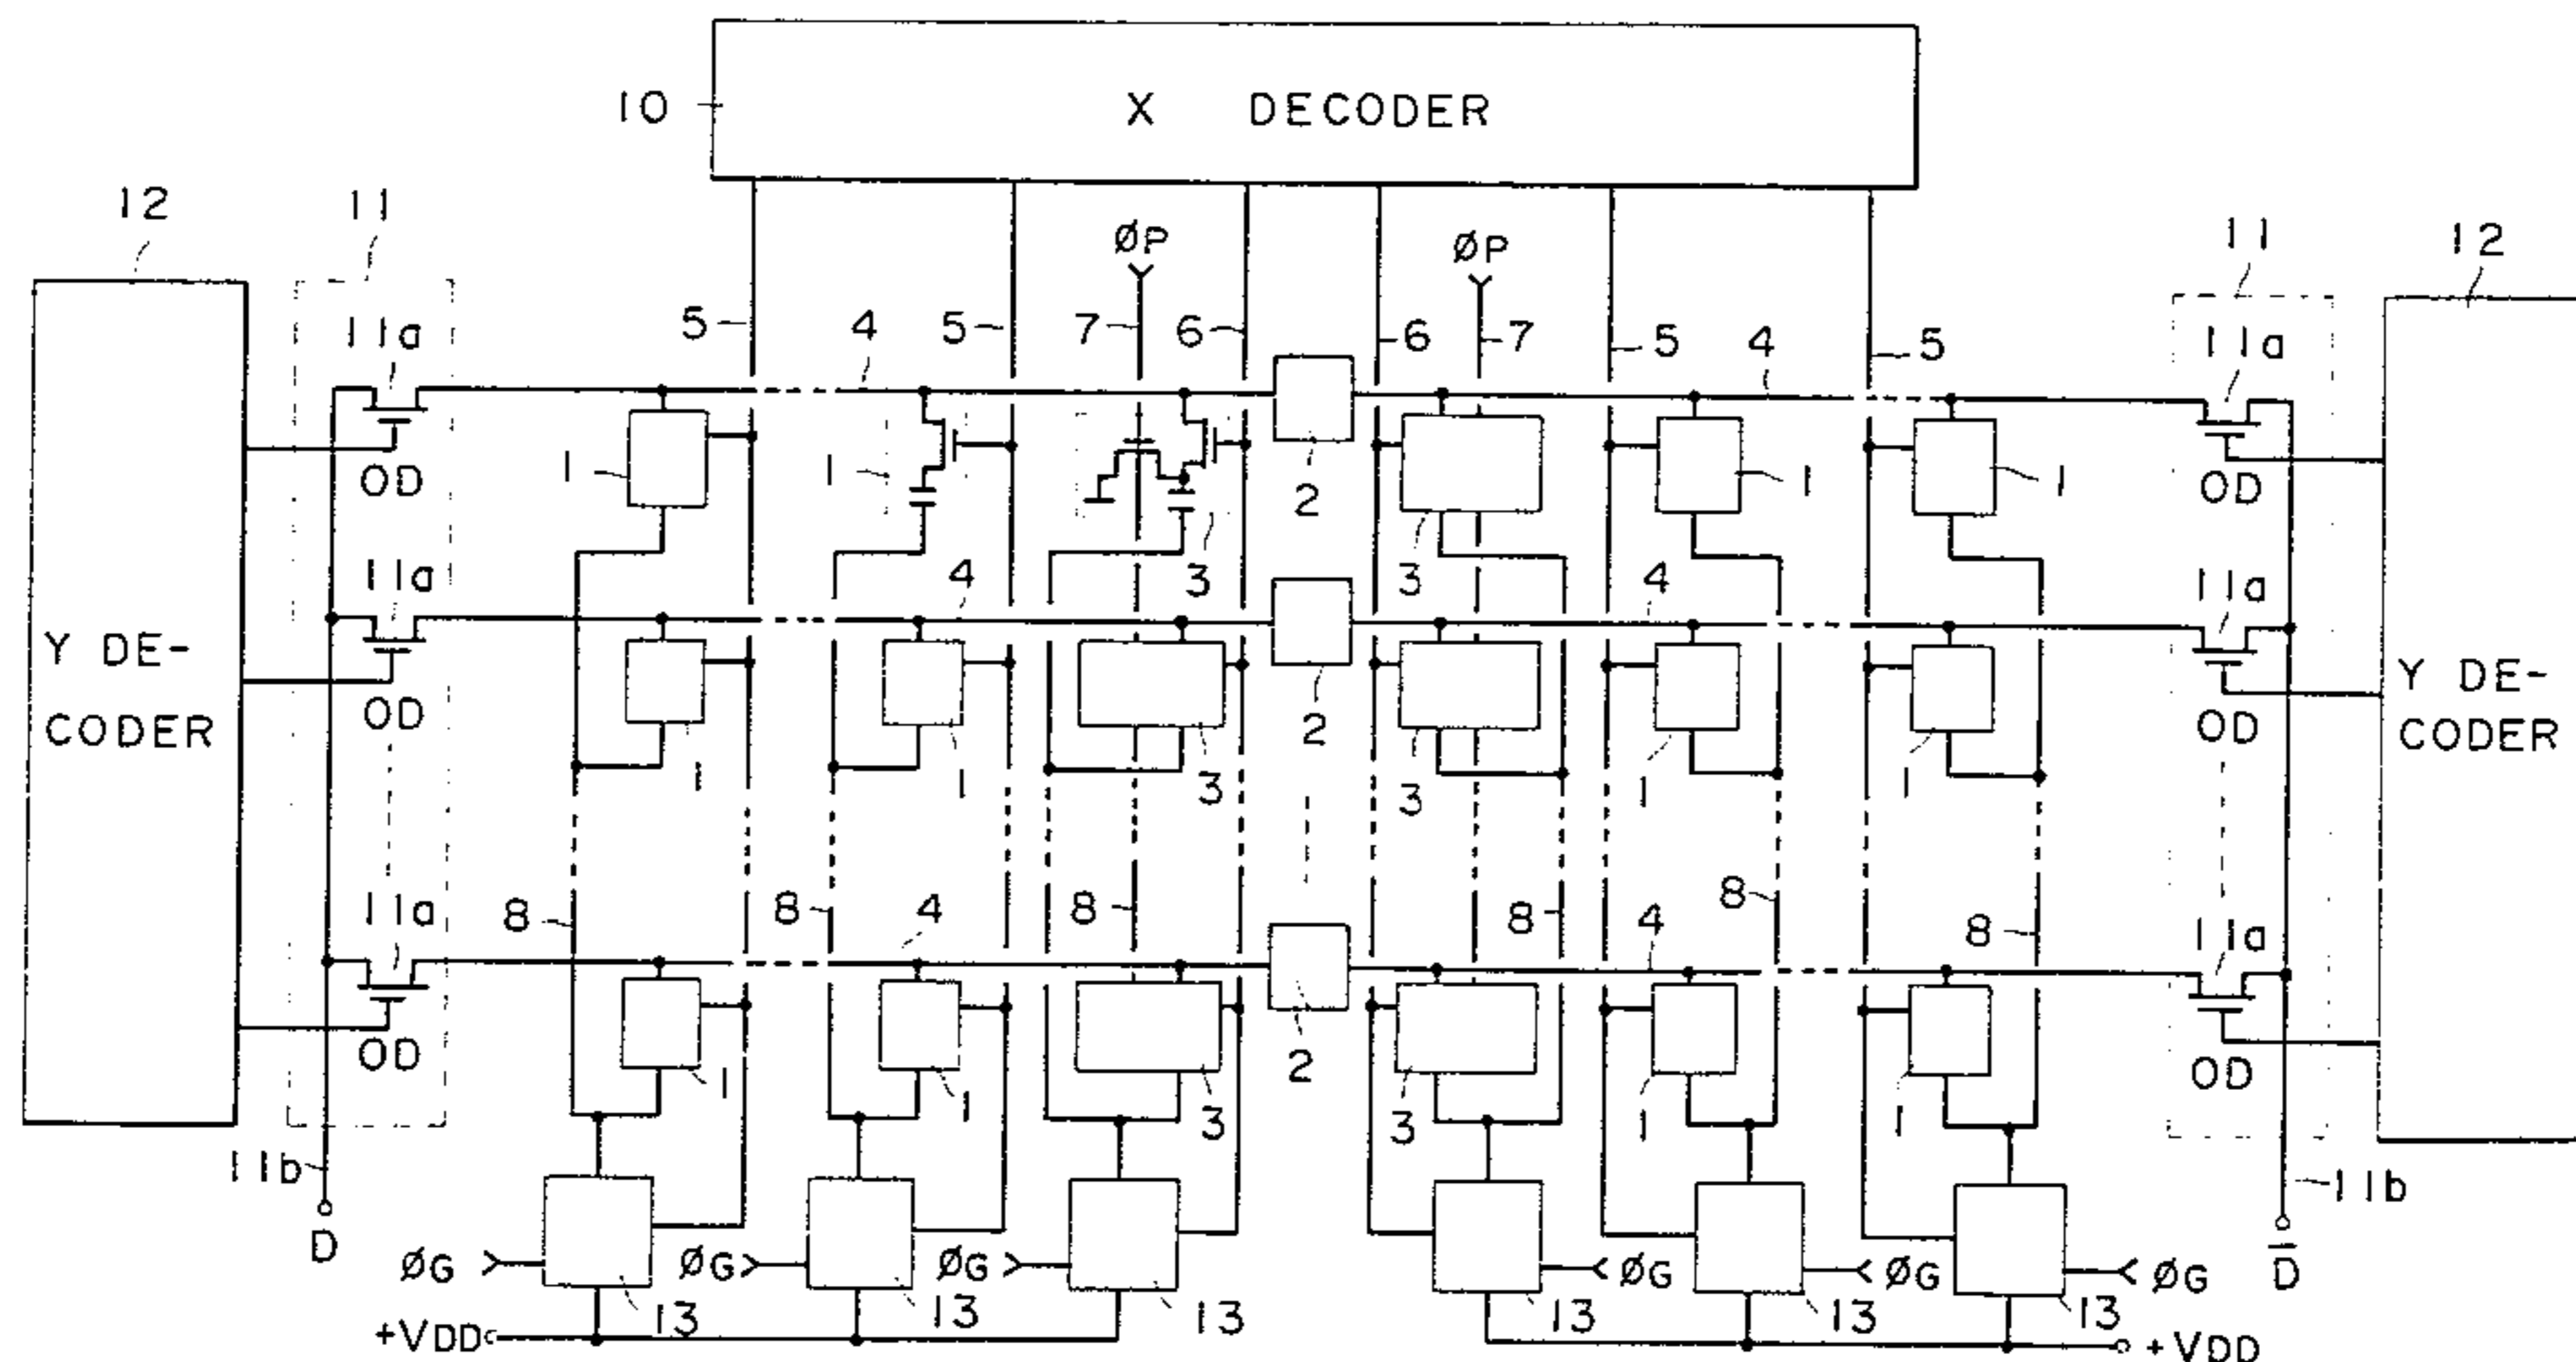 10 X DECODER
12 11 ØP ØP 11 12
5 4 5 7 6 6 7 5 4 5
11a 11a
OD 1 1 3 2 3 1 1 OD
11a 4 4 11a
Y DE-
CODER
OD 1 1 3 2 3 1 1 OD
Y DE-
CODER
11a 8 8 4 8 8 4 8 8 11a
OD 1 1 3 2 3 1 1 OD
11b 11b
D D̅
ØG ØG ØG ØG ØG ØG
13 13 13 13 13 13
+VDD +VDD